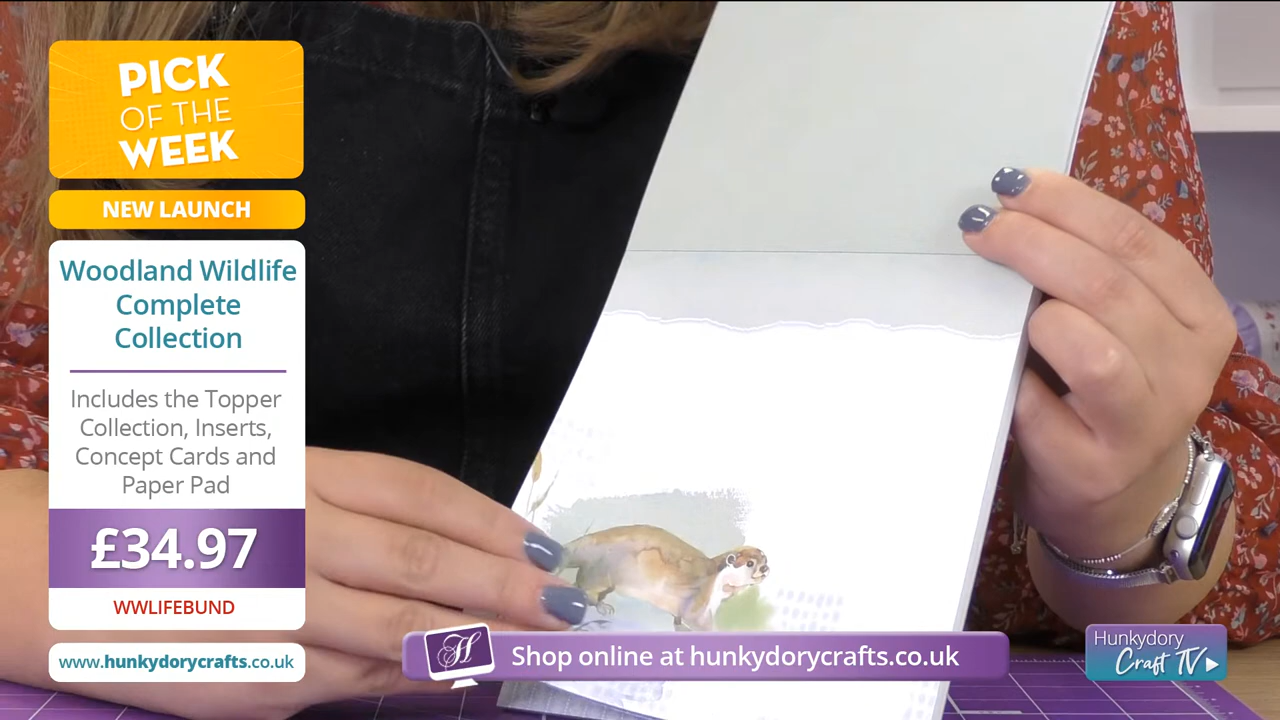 PICK
OF THE
WEEK
NEW LAUNCH
Woodland Wildlife
Complete
Collection
Includes the Topper
Collection, Inserts,
Concept Cards and
Paper Pad
£34.97
WWLIFEBUND
www.hunkydorycrafts.co.uk
H
Shop online at hunkydorycrafts.co.uk
Hunkydory
Craft TV